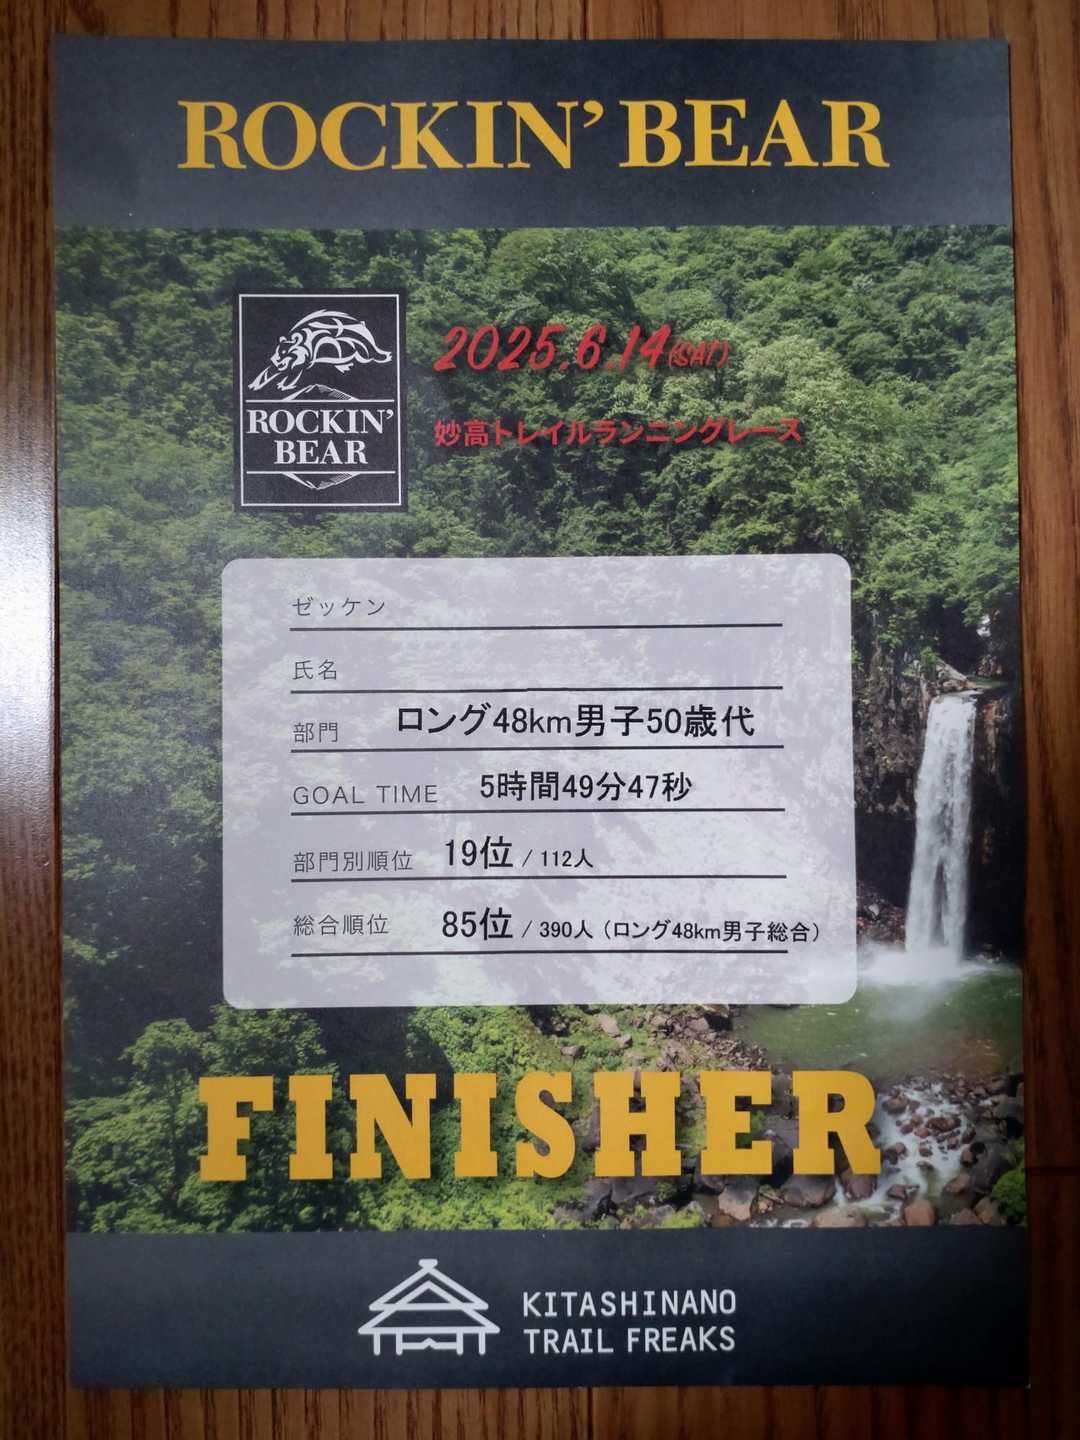 ROCKIN' BEAR
ROCKIN'
BEAR
2025.6.14(SAT)
妙高トレイルランニングレース
ゼッケン
氏名
部門 ロング48km男子50歳代
GOAL TIME 5時間49分47秒
部門別順位 19位 / 112人
総合順位 85位 / 390人 (ロング48km男子総合)
FINISHER
KITASHINANO
TRAIL FREAKS